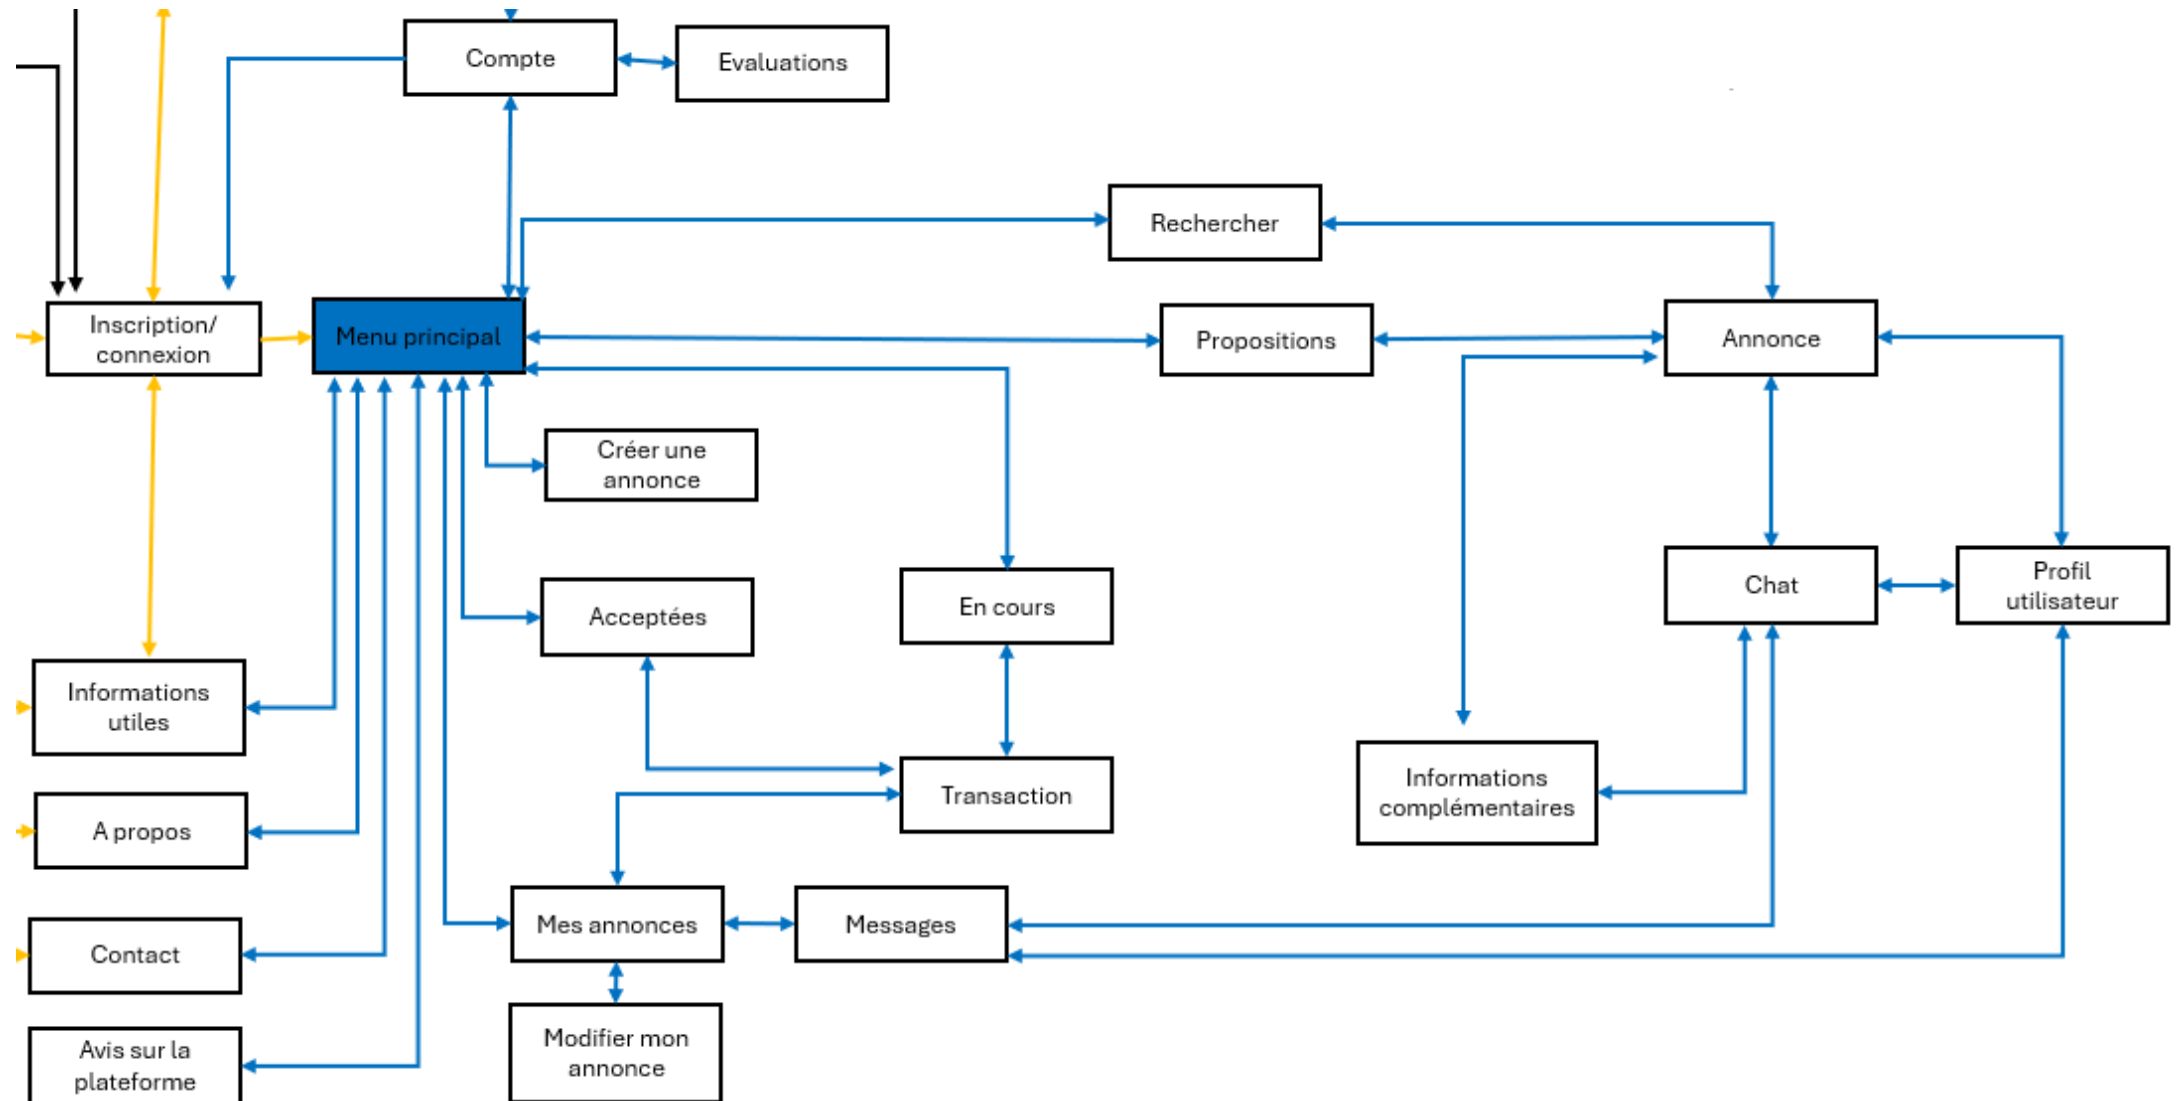 Compte
Evaluations
Rechercher
Inscription/
connexion
Menu principal
Propositions
Annonce
Créer une
annonce
Acceptées
En cours
Chat
Profil
utilisateur
Informations
utiles
Transaction
Informations
complémentaires
A propos
Mes annonces
Messages
Contact
Modifier mon
annonce
Avis sur la
plateforme